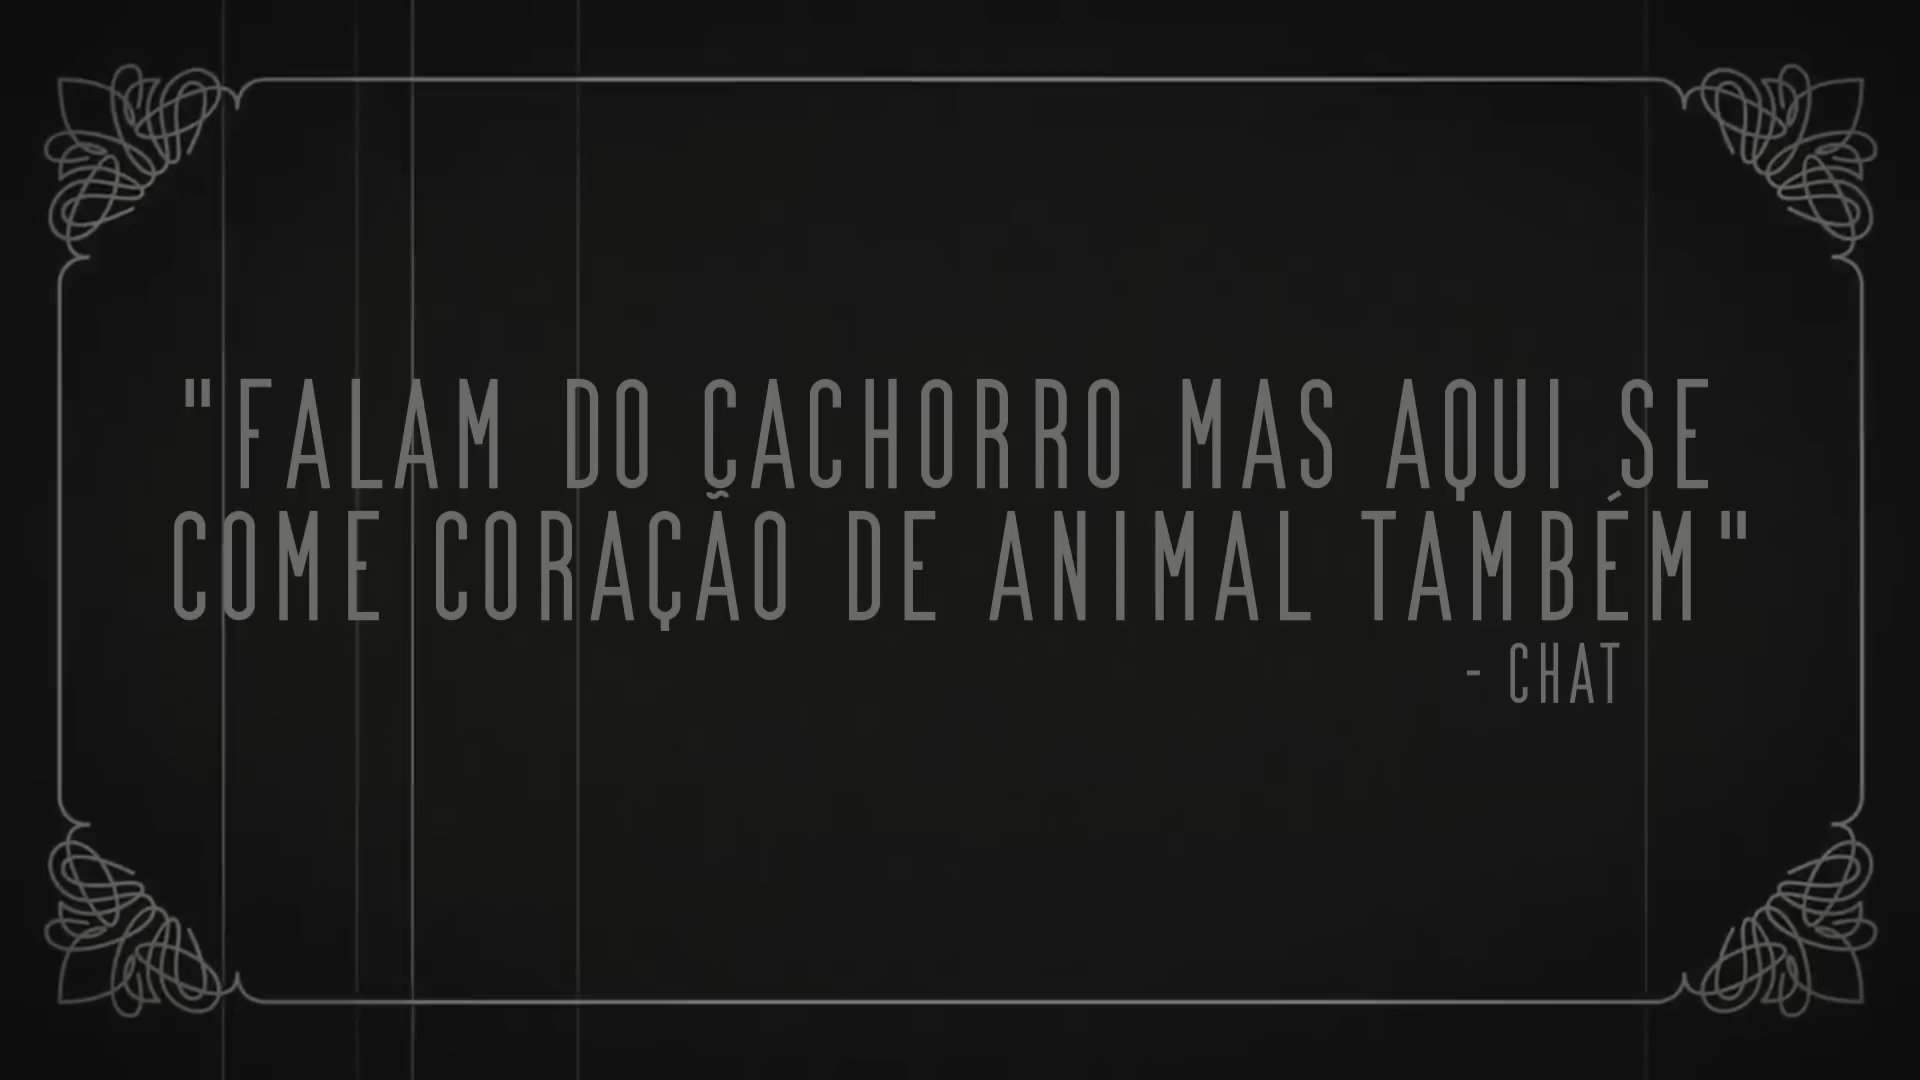 "FALAM DO CACHORRO MAS AQUI SE
COME CORAÇÃO DE ANIMAL TAMBÉM"
- CHAT